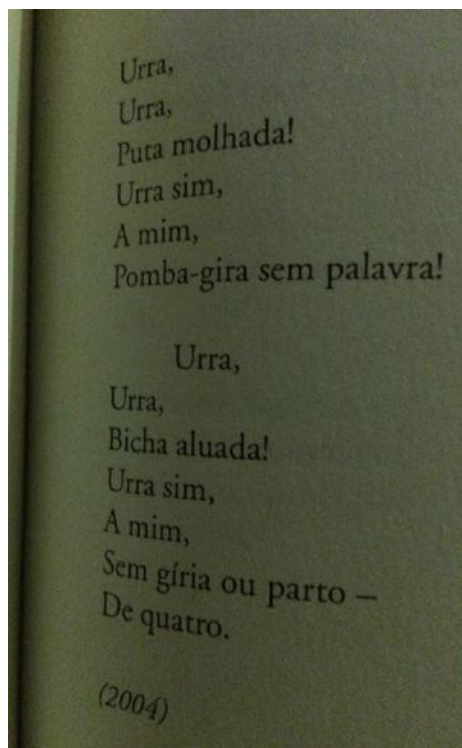 Urra,
Urra,
Puta molhada!
Urra sim,
A mim,
Pomba-gira sem palavra!
Urra,
Urra,
Bicha aluada!
Urra sim,
A mim,
Sem gíria ou parto –
De quatro.
(2004)